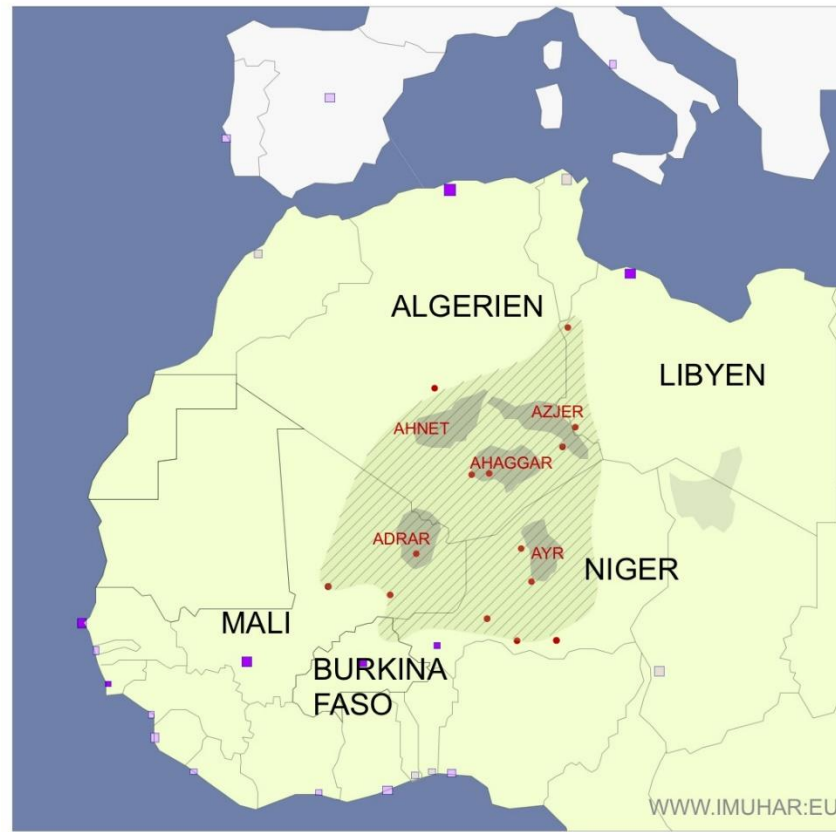 ALGERIEN
LIBYEN
AZJER
AHNET
AHAGGAR
ADRAR
AYR
NIGER
MALI
BURKINA
FASO
WWW.IMUHAR:EU